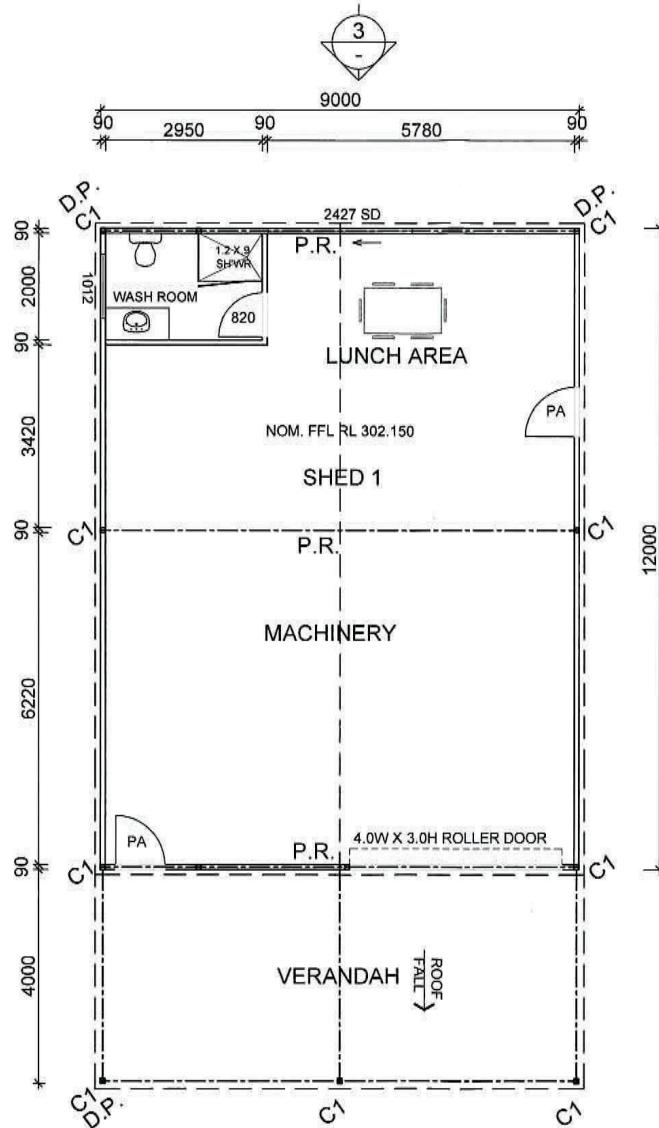 3
-
9000
90 2950 90 5780 90
D.P. D.P.
C1 C1
2427 SD
P.R.
90
2000
90
3420
90
6220
90
4000
1012
1.2 X .9
SH'WR
WASH ROOM
820
LUNCH AREA
PA
NOM. FFL RL 302.150
SHED 1
C1 C1
P.R.
12000
MACHINERY
PA
P.R.
4.0W X 3.0H ROLLER DOOR
C1 C1
VERANDAH
ROOF
FALL
C1 C1 C1
D.P.